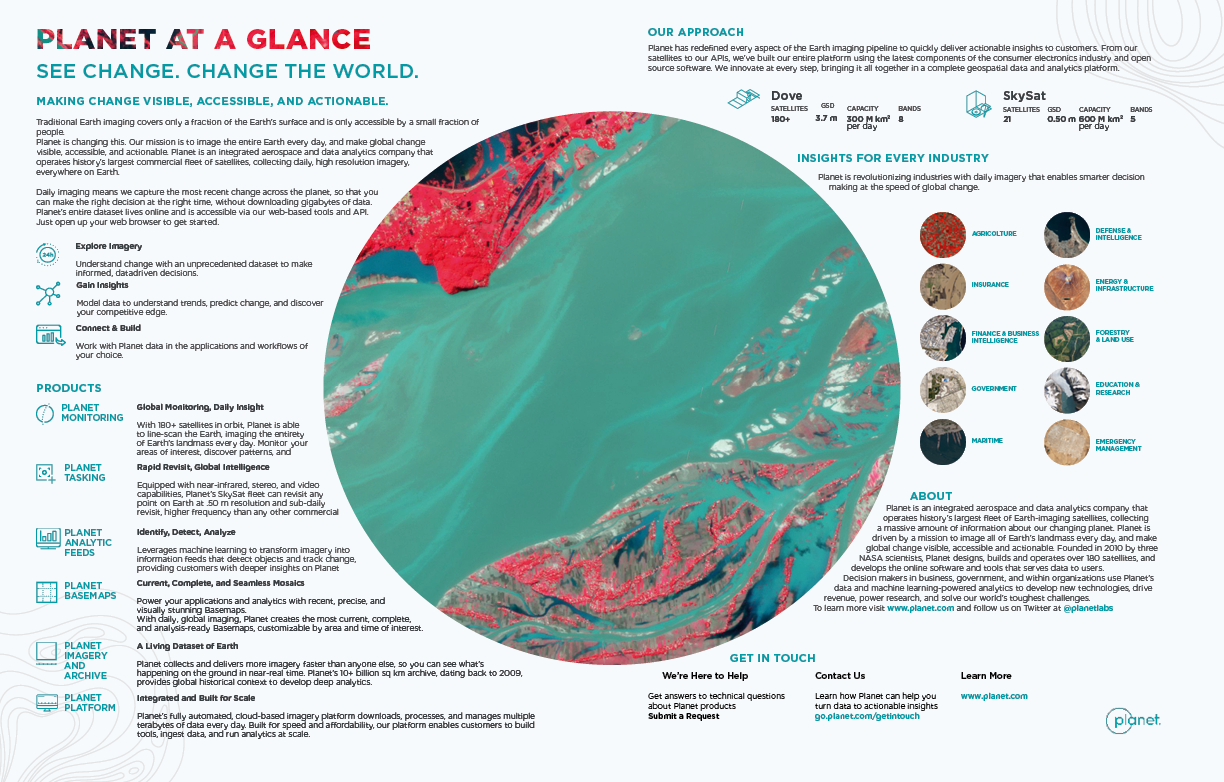 PLANET AT A GLANCE
SEE CHANGE. CHANGE THE WORLD.
MAKING CHANGE VISIBLE, ACCESSIBLE, AND ACTIONABLE.
Traditional Earth imaging covers only a fraction of the Earth's surface and is only accessible by a small fraction of
people.
Planet is changing this. Our mission is to image the entire Earth every day, and make global change
visible, accessible, and actionable. Planet is an integrated aerospace and data analytics company that
operates history's largest commercial fleet of satellites, collecting daily, high resolution imagery,
everywhere on Earth.
Daily imaging means we capture the most recent change across the planet, so that you
can make the right decision at the right time, without downloading gigabytes of data.
Planet's entire dataset lives online and is accessible via our web-based tools and API.
Just open up your web browser to get started.
24h
Explore Imagery
Understand change with an unprecedented dataset to make
informed, datadriven decisions.
Gain Insights
Model data to understand trends, predict change, and discover
your competitive edge.
Connect & Build
Work with Planet data in the applications and workflows of
your choice.
PRODUCTS
PLANET
MONITORING
Global Monitoring, Daily Insight
With 180+ satellites in orbit, Planet is able
to line-scan the Earth, imaging the entirety
of Earth's landmass every day. Monitor your
areas of interest, discover patterns, and
PLANET
TASKING
Rapid Revisit, Global Intelligence
Equipped with near-infrared, stereo, and video
capabilities, Planet's SkySat fleet can revisit any
point on Earth at .50 m resolution and sub-daily
revisit, higher frequency than any other commercial
PLANET
ANALYTIC
FEEDS
Identify, Detect, Analyze
Leverages machine learning to transform imagery into
information feeds that detect objects and track change,
providing customers with deeper insights on Planet
PLANET
BASEMAPS
Current, Complete, and Seamless Mosaics
Power your applications and analytics with recent, precise, and
visually stunning Basemaps.
With daily, global imaging, Planet creates the most current, complete,
and analysis-ready Basemaps, customizable by area and time of interest.
PLANET
IMAGERY
AND
ARCHIVE
A Living Dataset of Earth
Planet collects and delivers more imagery faster than anyone else, so you can see what's
happening on the ground in near-real time. Planet's 10+ billion sq km archive, dating back to 2009,
provides global historical context to develop deep analytics.
PLANET
PLATFORM
Integrated and Built for Scale
Planet's fully automated, cloud-based imagery platform downloads, processes, and manages multiple
terabytes of data every day. Built for speed and affordability, our platform enables customers to build
tools, ingest data, and run analytics at scale.
OUR APPROACH
Planet has redefined every aspect of the Earth imaging pipeline to quickly deliver actionable insights to customers. From our
satellites to our APIs, we've built our entire platform using the latest components of the consumer electronics industry and open
source software. We innovate at every step, bringing it all together in a complete geospatial data and analytics platform.
Dove
SATELLITES GSD CAPACITY BANDS
180+ 3.7 m 300 M km² 8
per day
SkySat
SATELLITES GSD CAPACITY BANDS
21 0.50 m 600 M km² 5
per day
INSIGHTS FOR EVERY INDUSTRY
Planet is revolutionizing industries with daily imagery that enables smarter decision
making at the speed of global change.
AGRICULTURE
DEFENSE &
INTELLIGENCE
INSURANCE
ENERGY &
INFRASTRUCTURE
FINANCE & BUSINESS
INTELLIGENCE
FORESTRY
& LAND USE
GOVERNMENT
EDUCATION &
RESEARCH
MARITIME
EMERGENCY
MANAGEMENT
ABOUT
Planet is an integrated aerospace and data analytics company that
operates history's largest fleet of Earth-imaging satellites, collecting
a massive amount of information about our changing planet. Planet is
driven by a mission to image all of Earth's landmass every day, and make
global change visible, accessible and actionable. Founded in 2010 by three
NASA scientists, Planet designs, builds and operates over 180 satellites, and
develops the online software and tools that serves data to users.
Decision makers in business, government, and within organizations use Planet's
data and machine learning-powered analytics to develop new technologies, drive
revenue, power research, and solve our world's toughest challenges.
To learn more visit www.planet.com and follow us on Twitter at @planetlabs
GET IN TOUCH
We're Here to Help
Get answers to technical questions
about Planet products
Submit a Request
Contact Us
Learn how Planet can help you
turn data to actionable insights
go.planet.com/getintouch
Learn More
www.planet.com
planet.